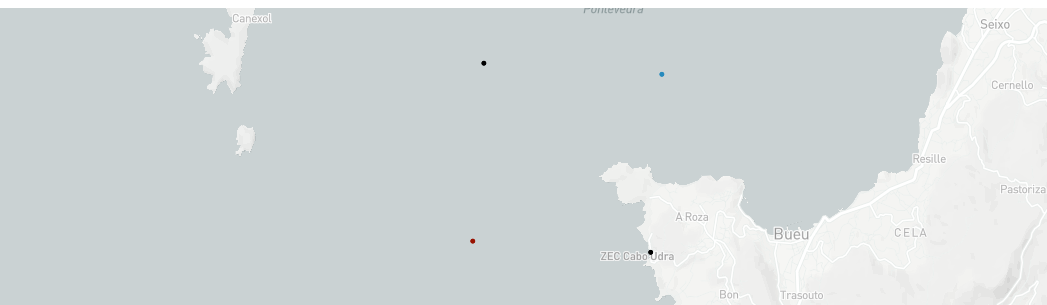 Pontevedra
Canexol
Seixo
Cernello
Resille
Pastoriza
A Roza
Bueu
CELA
ZEC Cabo Udra
Bon
Trasouto